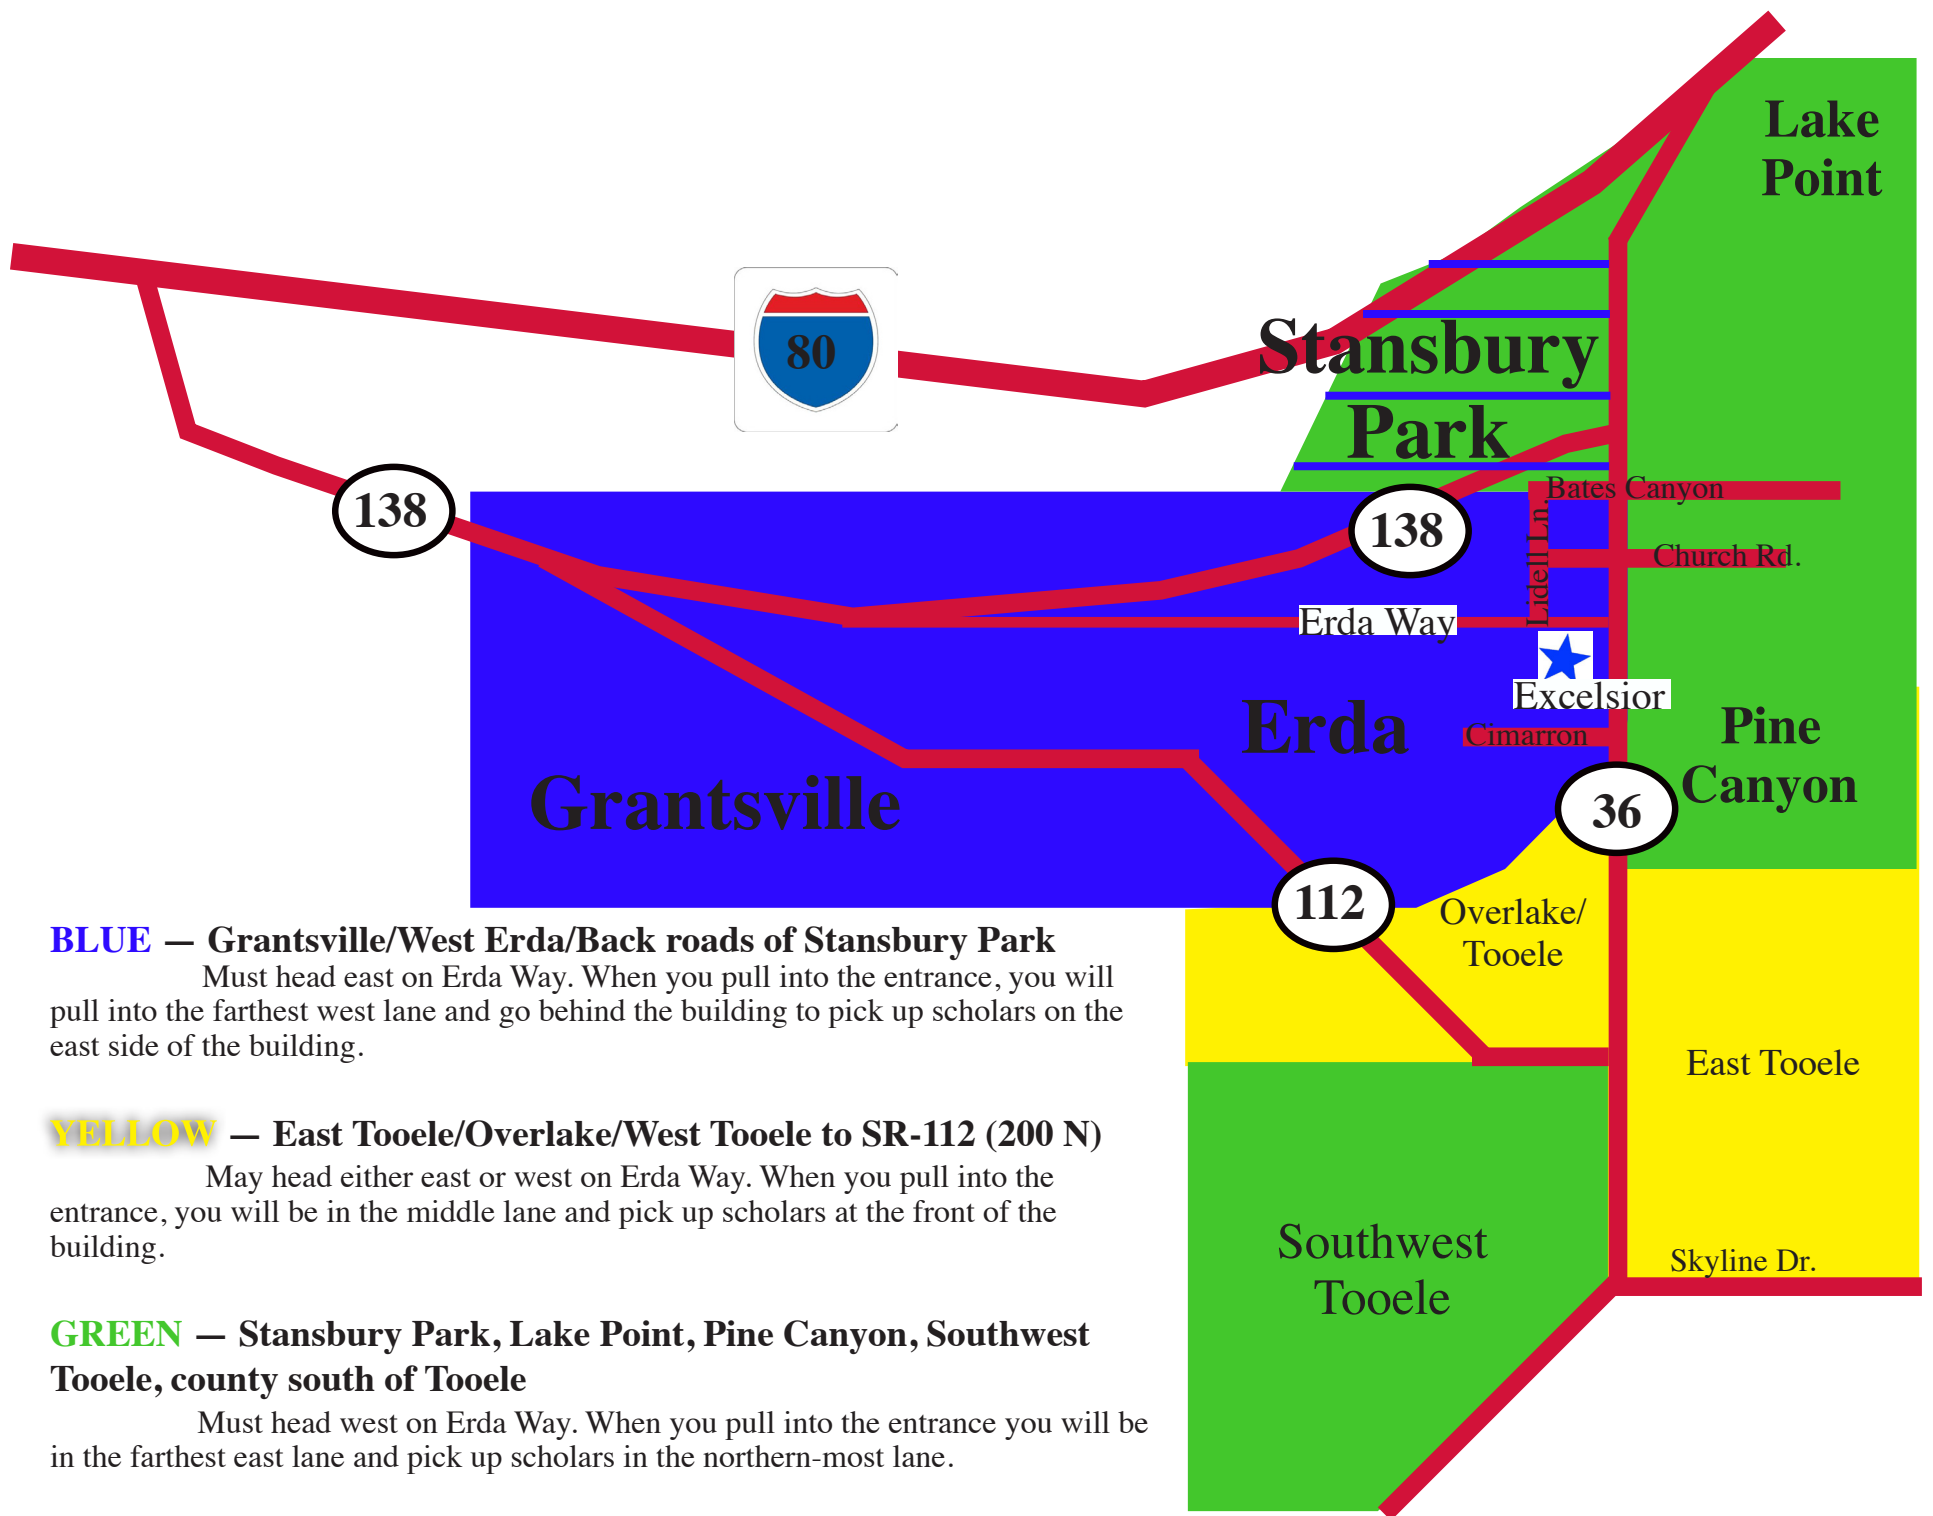 Lake
Point
80
Stansbury
Park
138
138
Bates Canyon
Lidell Ln.
Church Rd.
Erda Way
Excelsior
Erda
Cimarron
Pine
Canyon
Grantsville
36
112
Overlake/
Tooele
East Tooele
Southwest
Tooele
Skyline Dr.
BLUE — Grantsville/West Erda/Back roads of Stansbury Park
Must head east on Erda Way. When you pull into the entrance, you will
pull into the farthest west lane and go behind the building to pick up scholars on the
east side of the building.
YELLOW — East Tooele/Overlake/West Tooele to SR-112 (200 N)
May head either east or west on Erda Way. When you pull into the
entrance, you will be in the middle lane and pick up scholars at the front of the
building.
GREEN — Stansbury Park, Lake Point, Pine Canyon, Southwest
Tooele, county south of Tooele
Must head west on Erda Way. When you pull into the entrance you will be
in the farthest east lane and pick up scholars in the northern-most lane.